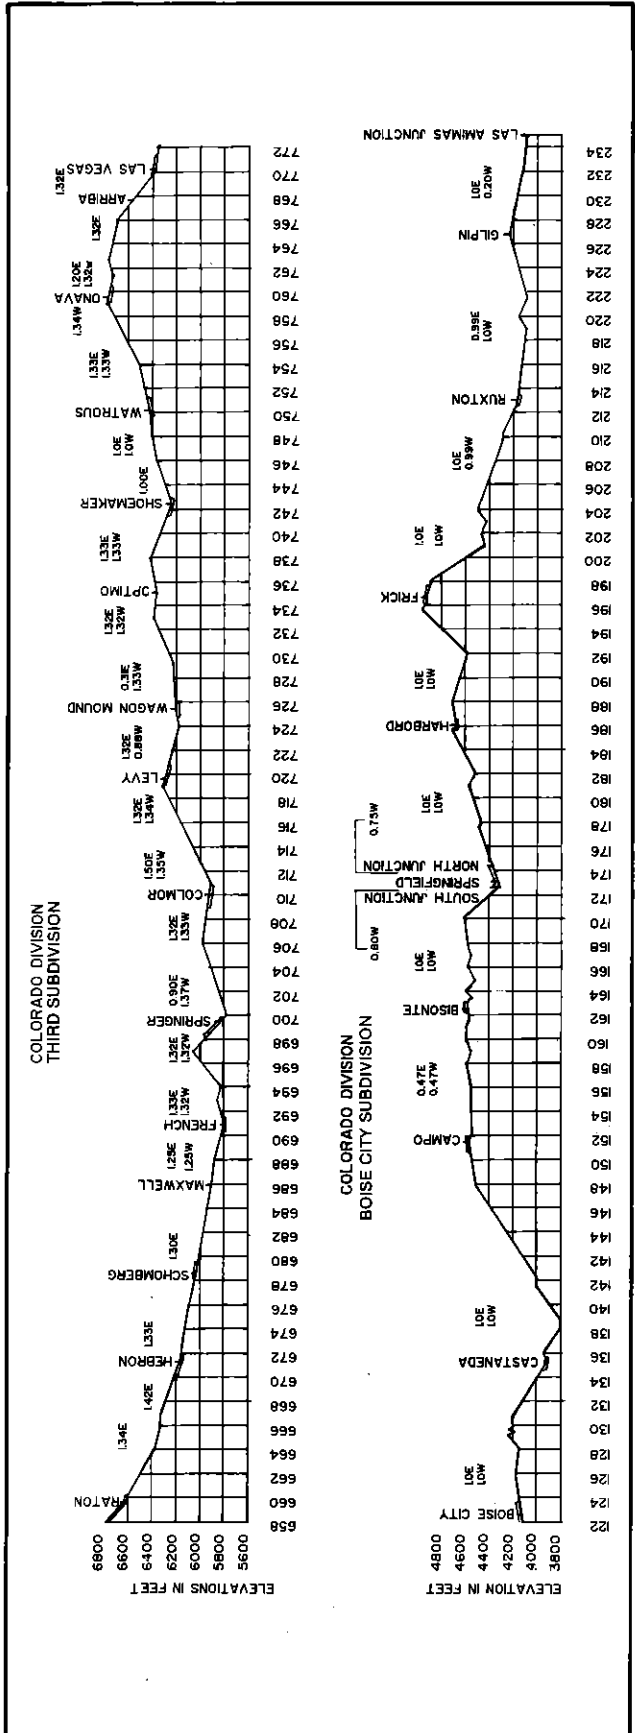 COLORADO DIVISION
THIRD SUBDIVISION
ELEVATIONS IN FEET
6800
6600
6400
6200
6000
5800
5600
RATON
HEBRON
SCHOMBERG
MAXWELL
FRENCH
SPRINGER
COLMOR
LEVY
WAGON MOUND
OPTIMO
SHOEMAKER
WATROUS
ONAVA
ARRIBA
LAS VEGAS
1.34E
1.42E
1.33E
1.30E
1.25E
1.25W
1.33E
1.32W
1.32E
1.32W
0.90E
1.37W
1.32E
1.33W
1.50E
1.35W
1.32E
1.34W
1.32E
0.88W
0.31E
1.33W
1.32E
1.32W
1.33E
1.33W
1.00E
1.0E
1.0W
1.33E
1.33W
1.34W
1.20E
1.32W
1.32E
1.32E
658 660 662 664 666 668 670 672 674 676 678 680 682 684 686 688 690 692 694 696 698 700 702 704 706 708 710 712 714 716 718 720 722 724 726 728 730 732 734 736 738 740 742 744 746 748 750 752 754 756 758 760 762 764 766 768 770 772
COLORADO DIVISION
BOISE CITY SUBDIVISION
ELEVATION IN FEET
4800
4600
4400
4200
4000
3800
BOISE CITY
CASTANEDA
CAMPO
BISONTE
SOUTH JUNCTION
SPRINGFIELD
NORTH JUNCTION
HARBORD
FRICK
RUXTON
GILPIN
LAS AMIMAS JUNCTION
1.0E
1.0W
1.0E
1.0W
0.47E
0.47W
1.0E
1.0W
0.80W
0.75W
1.0E
1.0W
1.0E
1.0W
1.0E
1.0W
1.0E
0.99W
0.99E
1.0W
1.0E
0.20W
122 124 126 128 130 132 134 136 138 140 142 142 144 146 148 150 152 154 156 158 160 162 164 166 168 170 172 174 176 178 160 182 184 186 188 190 192 194 196 198 200 202 204 206 208 210 212 214 216 218 220 222 224 226 228 230 232 234